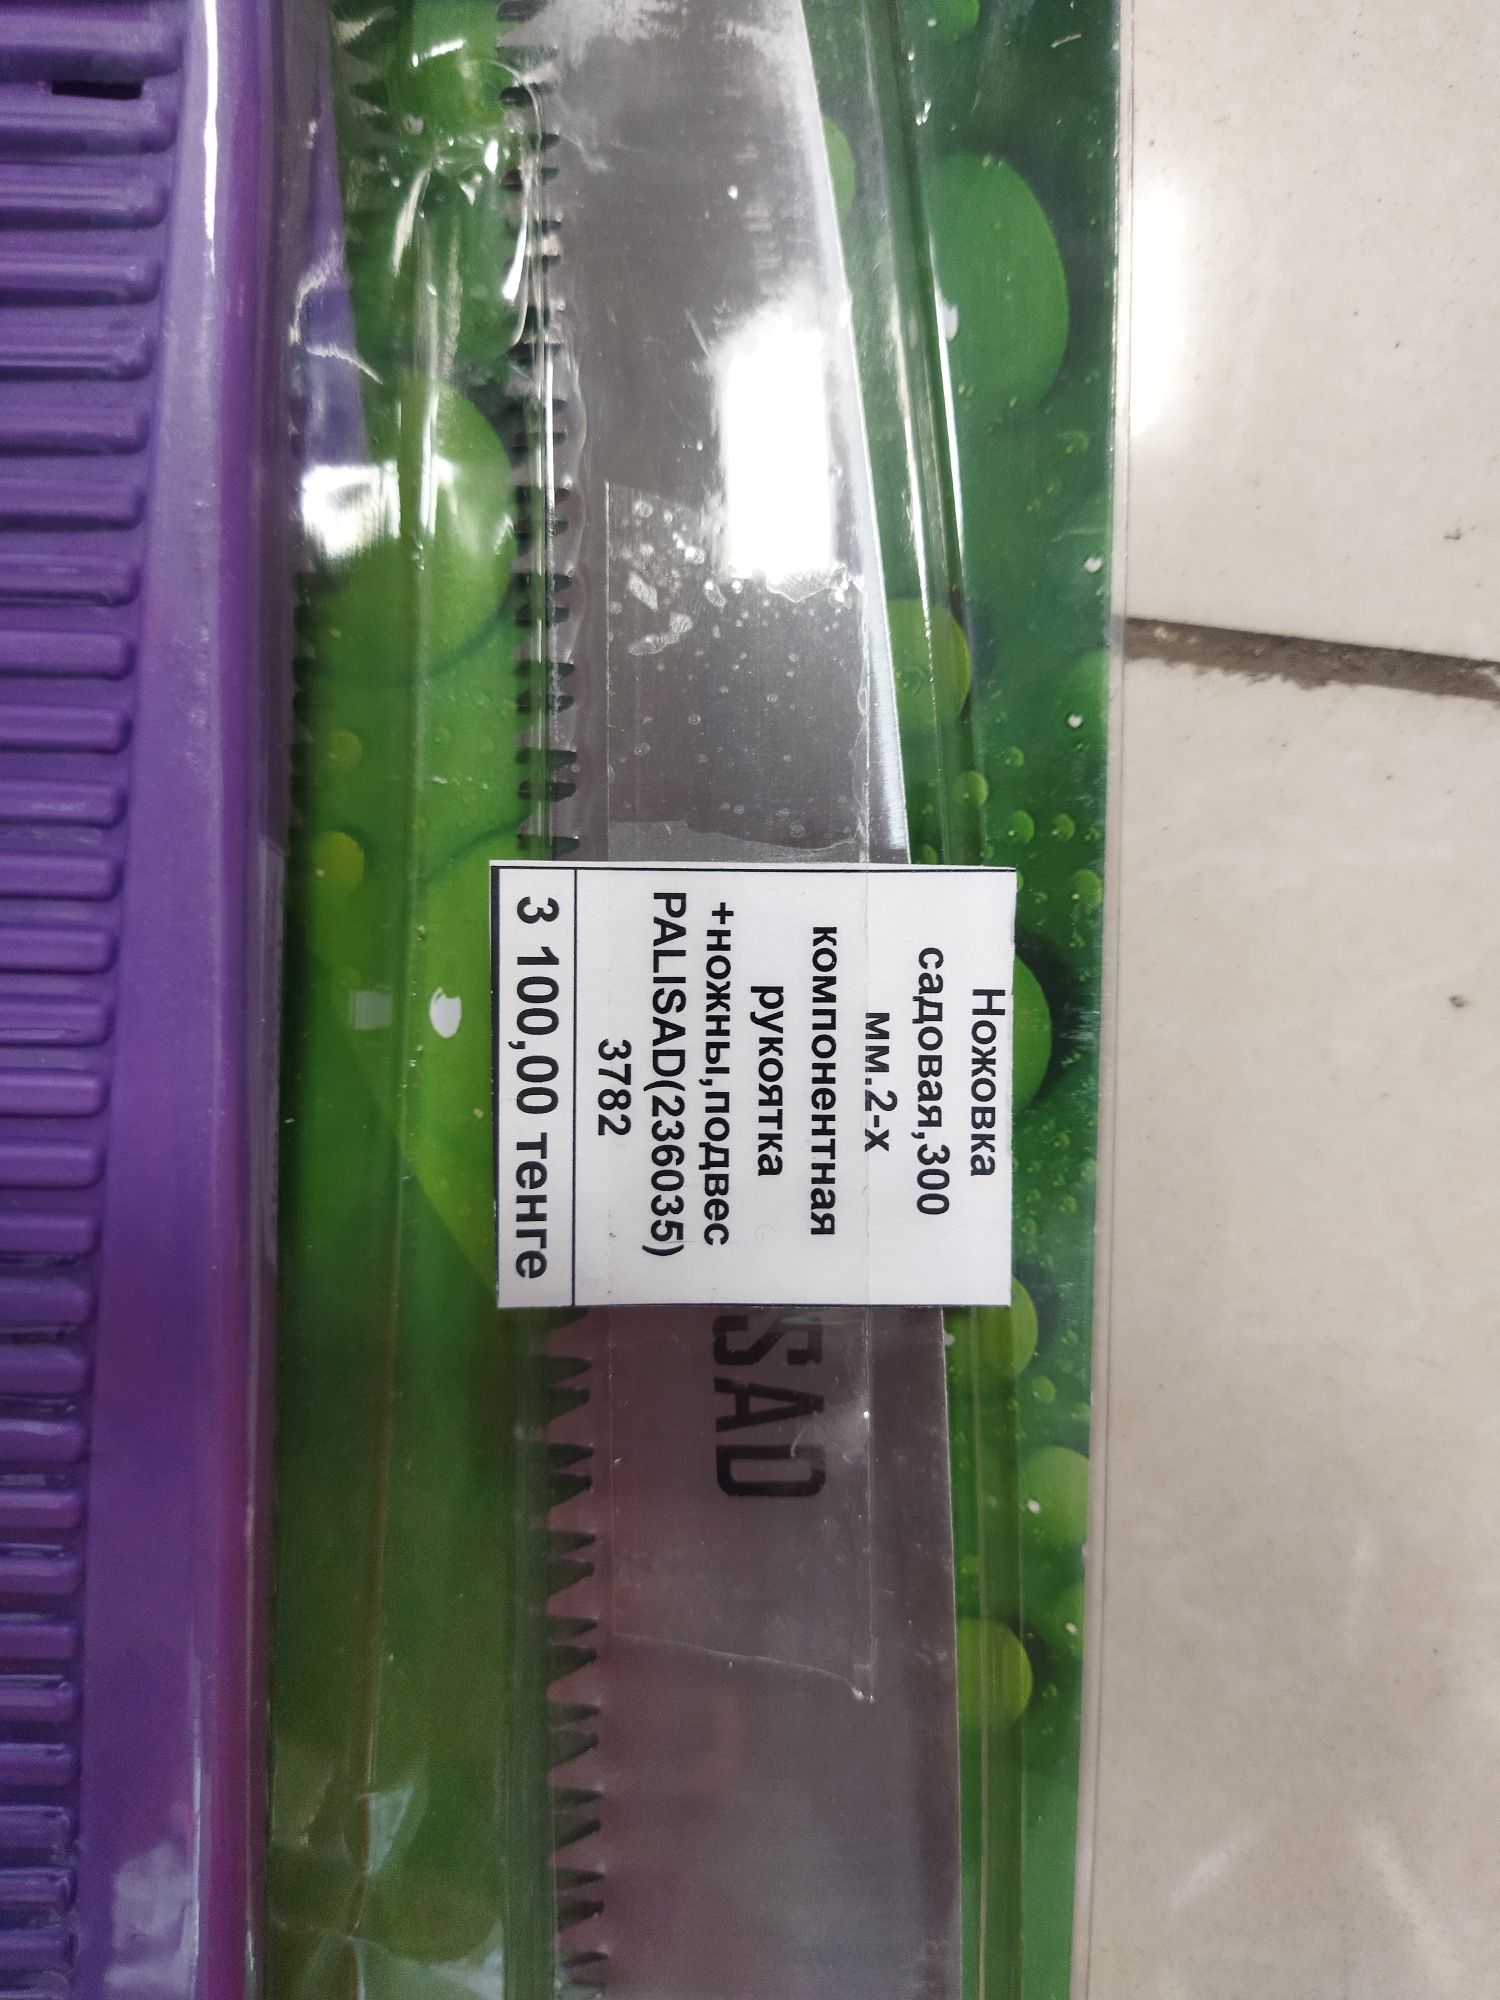 Ножовка
садовая,300
мм.2-х
компонентная
рукоятка
+ножны,подвес
PALISAD(236035)
3782
3 100,00 тенге
SAD